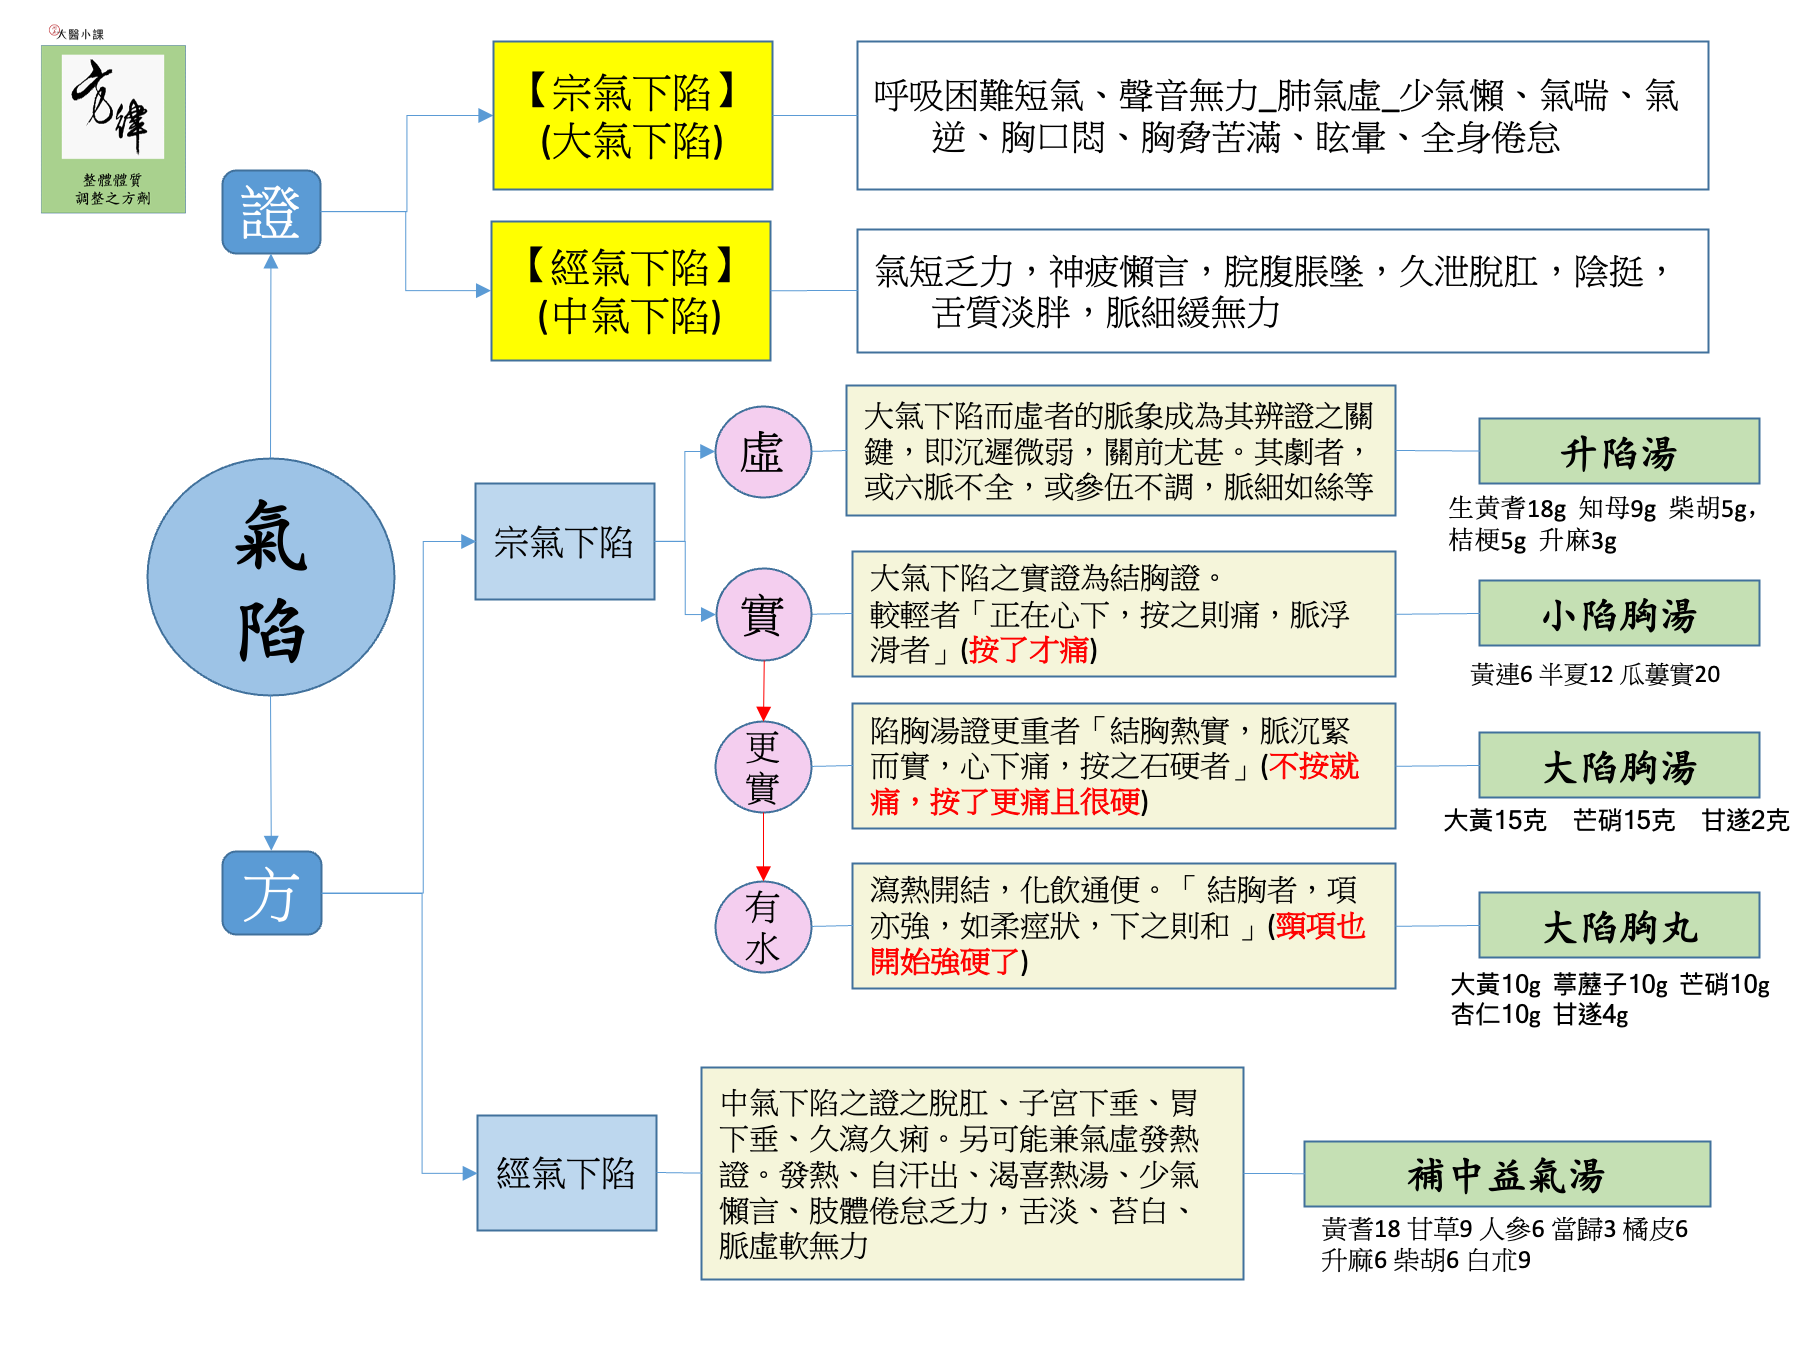 ②大醫小課
方律
整體體質
調整之方劑
氣
陷
證
【宗氣下陷】
(大氣下陷)
呼吸困難短氣、聲音無力_肺氣虛_少氣懶、氣喘、氣
逆、胸口悶、胸脅苦滿、眩暈、全身倦怠
【經氣下陷】
(中氣下陷)
氣短乏力，神疲懶言，脘腹脹墜，久泄脫肛，陰挺，
舌質淡胖，脈細緩無力
方
宗氣下陷
虛
大氣下陷而虛者的脈象成為其辨證之關
鍵，即沉遲微弱，關前尤甚。其劇者，
或六脈不全，或參伍不調，脈細如絲等
升陷湯
生黄耆18g 知母9g 柴胡5g，
桔梗5g 升麻3g
實
大氣下陷之實證為結胸證。
較輕者「正在心下，按之則痛，脈浮
滑者」(按了才痛)
小陷胸湯
黃連6 半夏12 瓜蔞實20
更
實
陷胸湯證更重者「結胸熱實，脈沉緊
而實，心下痛，按之石硬者」(不按就
痛，按了更痛且很硬)
大陷胸湯
大黃15克 芒硝15克 甘遂2克
有
水
瀉熱開結，化飲通便。「 結胸者，項
亦強，如柔痙狀，下之則和 」(頸項也
開始強硬了)
大陷胸丸
大黃10g 葶藶子10g 芒硝10g
杏仁10g 甘遂4g
經氣下陷
中氣下陷之證之脫肛、子宮下垂、胃
下垂、久瀉久痢。另可能兼氣虛發熱
證。發熱、自汗出、渴喜熱湯、少氣
懶言、肢體倦怠乏力，舌淡、苔白、
脈虛軟無力
補中益氣湯
黃耆18 甘草9 人參6 當歸3 橘皮6
升麻6 柴胡6 白朮9